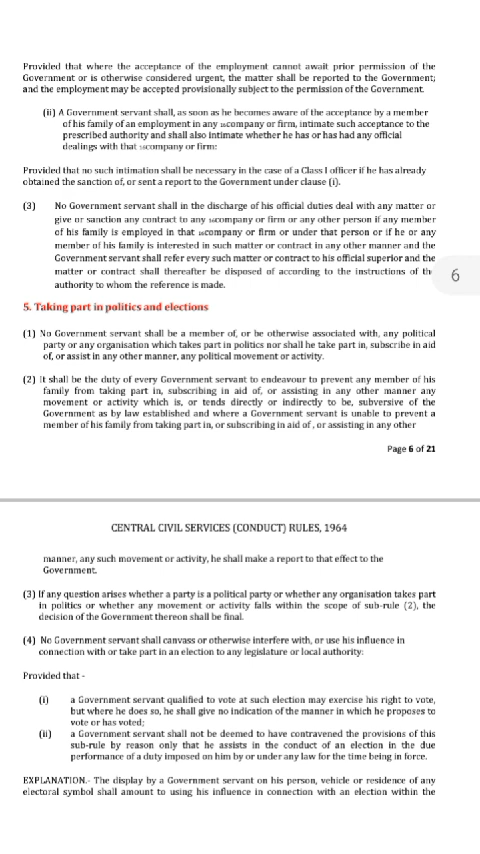 Provided that where the acceptance of the employment cannot await prior permission of the
Government or is otherwise considered urgent, the matter shall be reported to the Government;
and the employment may be accepted provisionally subject to the permission of the Government.
(ii) A Government servant shall, as soon as he becomes aware of the acceptance by a member
of his family of an employment in any company or firm, intimate such acceptance to the
prescribed authority and shall also intimate whether he has or has had any official
dealings with that company or firm:
Provided that no such intimation shall be necessary in the case of a Class I officer if he has already
obtained the sanction of, or sent a report to the Government under clause (i).
(3) No Government servant shall in the discharge of his official duties deal with any matter or
give or sanction any contract to any company or firm or any other person if any member
of his family is employed in that company or firm or under that person or if he or any
member of his family is interested in such matter or contract in any other manner and the
Government servant shall refer every such matter or contract to his official superior and the
matter or contract shall thereafter be disposed of according to the instructions of the
authority to whom the reference is made.
6
5. Taking part in politics and elections
(1) No Government servant shall be a member of, or be otherwise associated with, any political
party or any organisation which takes part in politics nor shall he take part in, subscribe in aid
of, or assist in any other manner, any political movement or activity.
(2) It shall be the duty of every Government servant to endeavour to prevent any member of his
family from taking part in, subscribing in aid of, or assisting in any other manner any
movement or activity which is, or tends directly or indirectly to be, subversive of the
Government as by law established and where a Government servant is unable to prevent a
member of his family from taking part in, or subscribing in aid of , or assisting in any other
Page 6 of 21
CENTRAL CIVIL SERVICES (CONDUCT) RULES, 1964
manner, any such movement or activity, he shall make a report to that effect to the
Government.
(3) If any question arises whether a party is a political party or whether any organisation takes part
in politics or whether any movement or activity falls within the scope of sub-rule (2), the
decision of the Government thereon shall be final.
(4) No Government servant shall canvass or otherwise interfere with, or use his influence in
connection with or take part in an election to any legislature or local authority:
Provided that -
(i) a Government servant qualified to vote at such election may exercise his right to vote,
but where he does so, he shall give no indication of the manner in which he proposes to
vote or has voted;
(ii) a Government servant shall not be deemed to have contravened the provisions of this
sub-rule by reason only that he assists in the conduct of an election in the due
performance of a duty imposed on him by or under any law for the time being in force.
EXPLANATION.- The display by a Government servant on his person, vehicle or residence of any
electoral symbol shall amount to using his influence in connection with an election within the